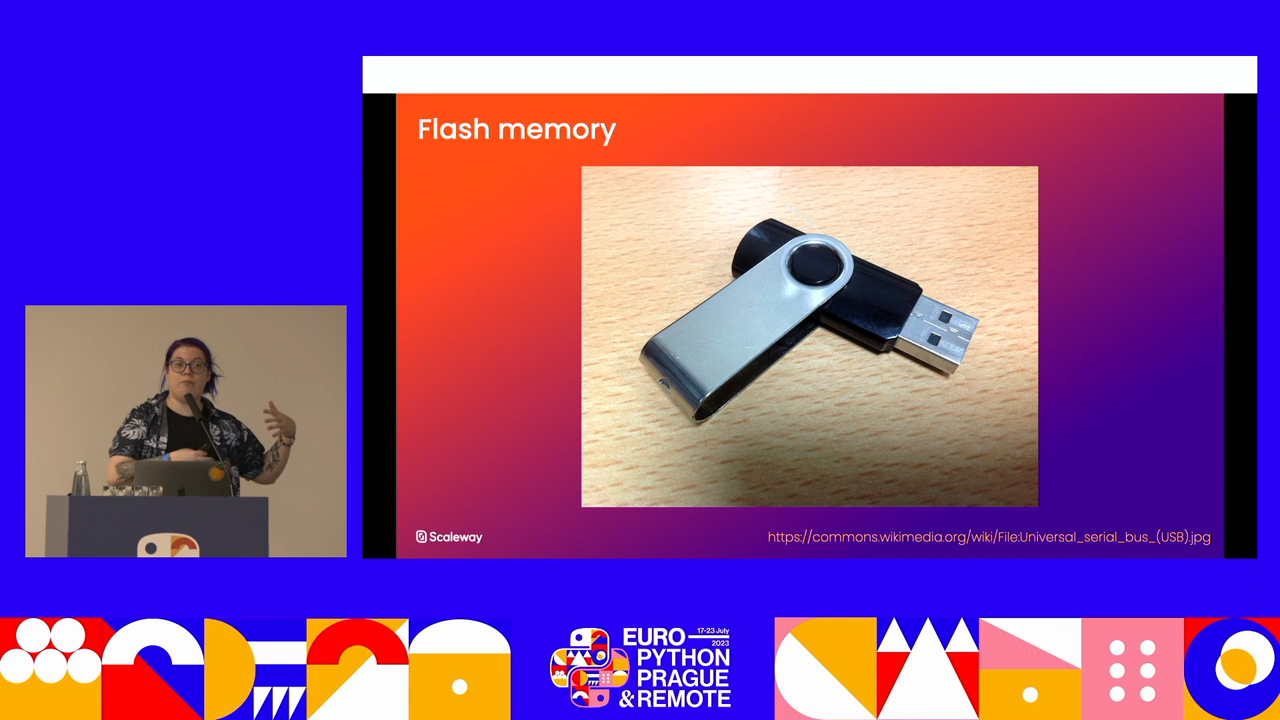 Flash memory
Scaleway
https://commons.wikimedia.org/wiki/File:Universal_serial_bus_(USB).jpg
EURO
17-23 July
2023
PYTHON
PRAGUE
& REMOTE